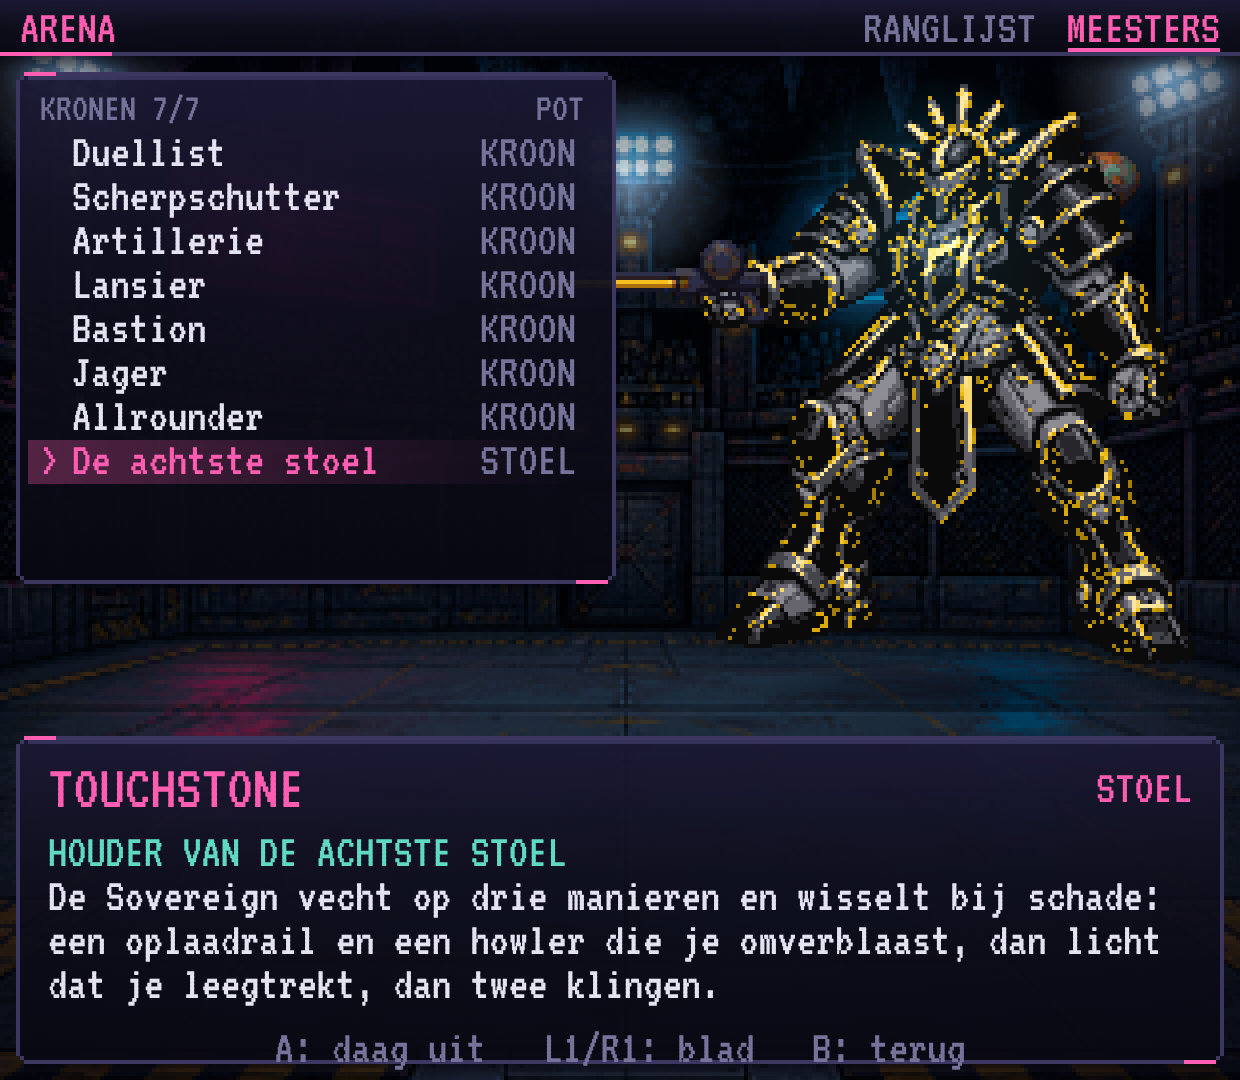 ARENA
RANGLIJST MEESTERS
KRONEN 7/7 POT
Duellist KROON
Scherpschutter KROON
Artillerie KROON
Lansier KROON
Bastion KROON
Jager KROON
Allrounder KROON
> De achtste stoel STOEL
TOUCHSTONE STOEL
HOUDER VAN DE ACHTSTE STOEL
De Sovereign vecht op drie manieren en wisselt bij schade:
een oplaadrail en een howler die je omverblaast, dan licht
dat je leegtrekt, dan twee klingen.
A: daag uit L1/R1: blad B: terug